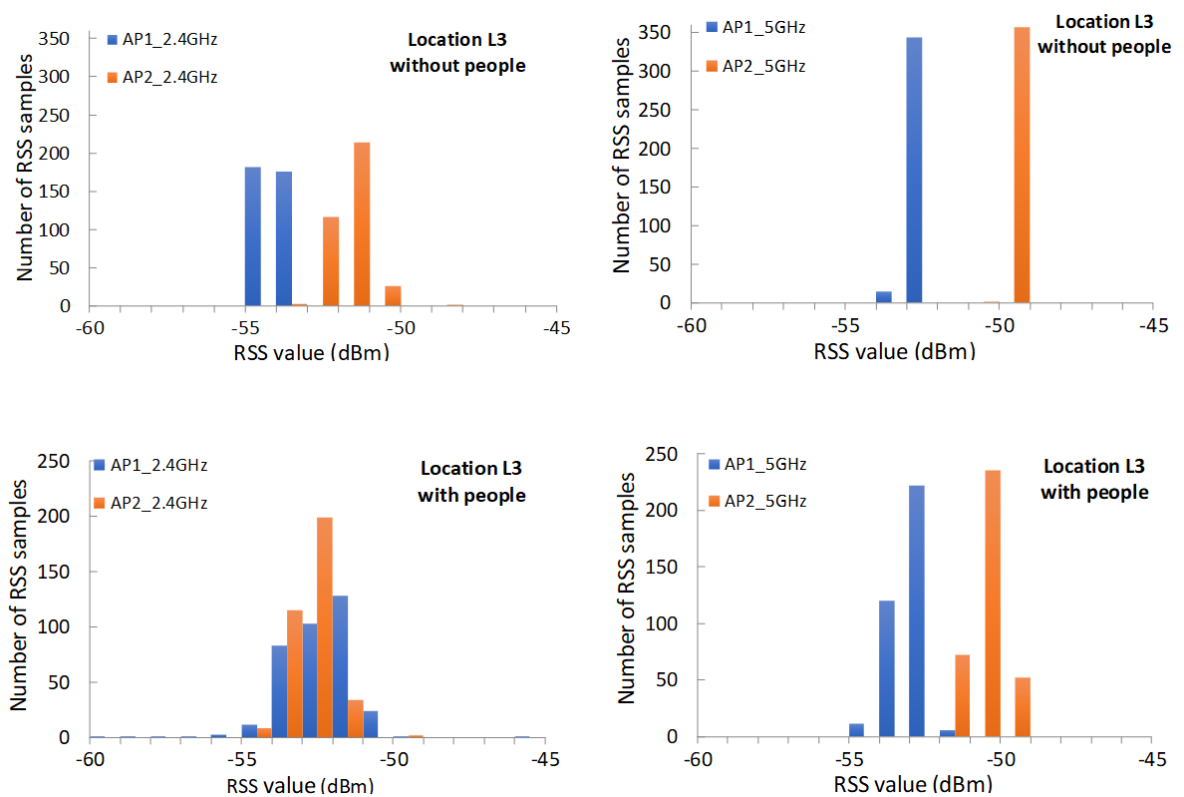 Number of RSS samples
350
300
250
200
150
100
50
0
AP1_2.4GHz
AP2_2.4GHz
Location L3
without people
-60
-55
-50
-45
RSS value (dBm)
Number of RSS samples
350
300
250
200
150
100
50
0
AP1_5GHz
AP2_5GHz
Location L3
without people
-60
-55
-50
-45
RSS value (dBm)
Number of RSS samples
250
200
150
100
50
0
AP1_2.4GHz
AP2_2.4GHz
Location L3
with people
-60
-55
-50
-45
RSS value (dBm)
Number of RSS samples
250
200
150
100
50
0
AP1_5GHz
AP2_5GHz
Location L3
with people
-60
-55
-50
-45
RSS value (dBm)